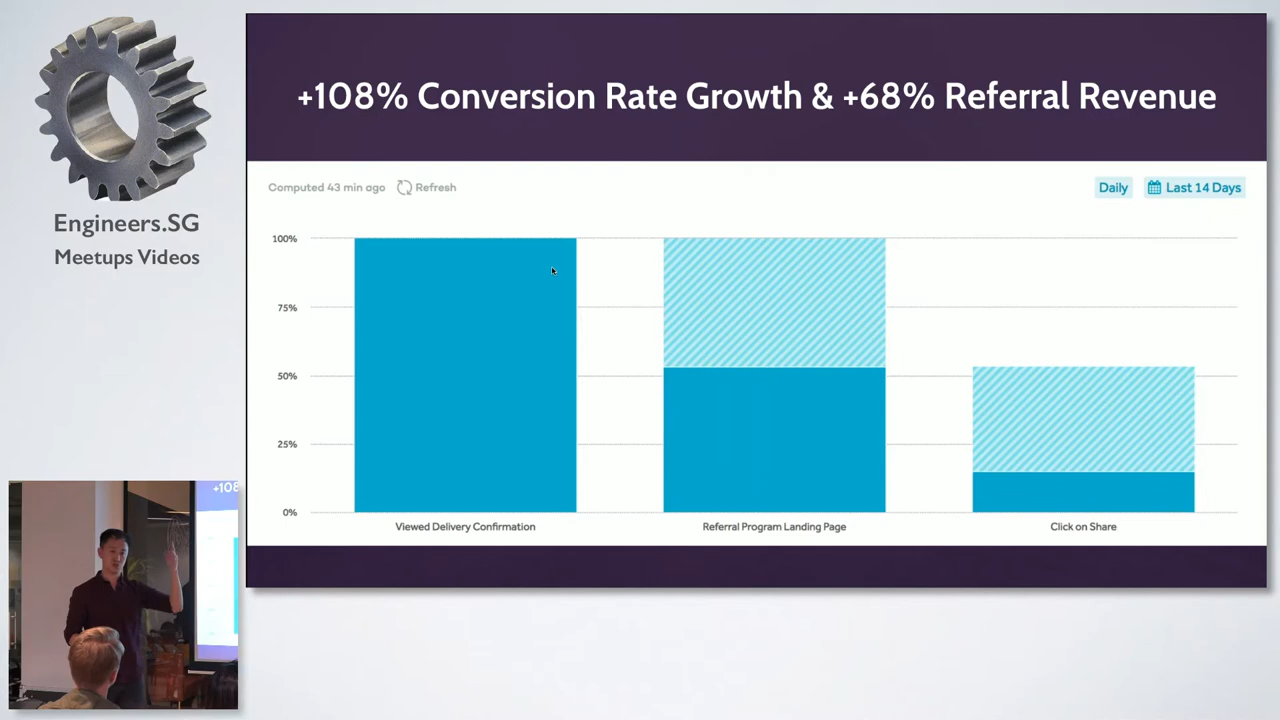 Engineers.SG
Meetups Videos
+108% Conversion Rate Growth & +68% Referral Revenue
Computed 43 min ago Refresh
Daily Last 14 Days
100%
75%
50%
25%
0%
Viewed Delivery Confirmation
Referral Program Landing Page
Click on Share
+108